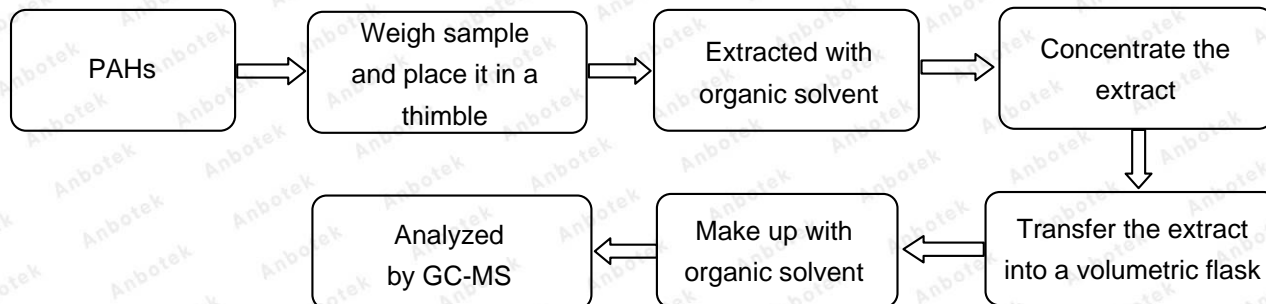 PAHs
Weigh sample
and place it in a
thimble
Extracted with
organic solvent
Concentrate the
extract
Transfer the extract
into a volumetric flask
Make up with
organic solvent
Analyzed
by GC-MS
Anbotek